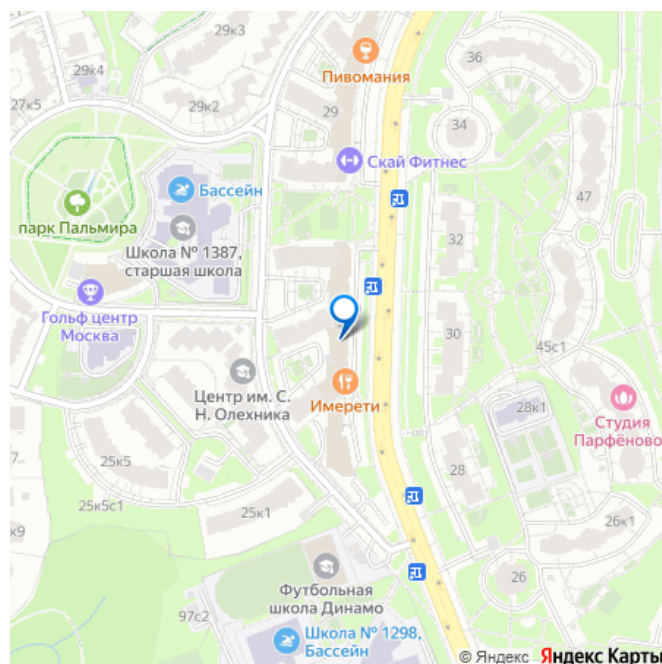 29к3
36
Пивомания
29к4
27к5
29к2
29
34
Скай Фитнес
Бассейн
47
парк Пальмира
Школа № 1387,
старшая школа
32
Гольф центр
Москва
30
45с1
Центр им. С.
Н. Олехника
Имерети
28к1
Студия
Парфёново
7
25к5
28
25к5с1
25к1
26к1
к9
Футбольная
школа Динамо
26
97с2
Школа № 1298,
Бассейн
© Яндекс Яндекс Карты